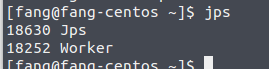 [fang@fang-centos ~]$ jps
18630 Jps
18252 Worker
[fang@fang-centos ~]$